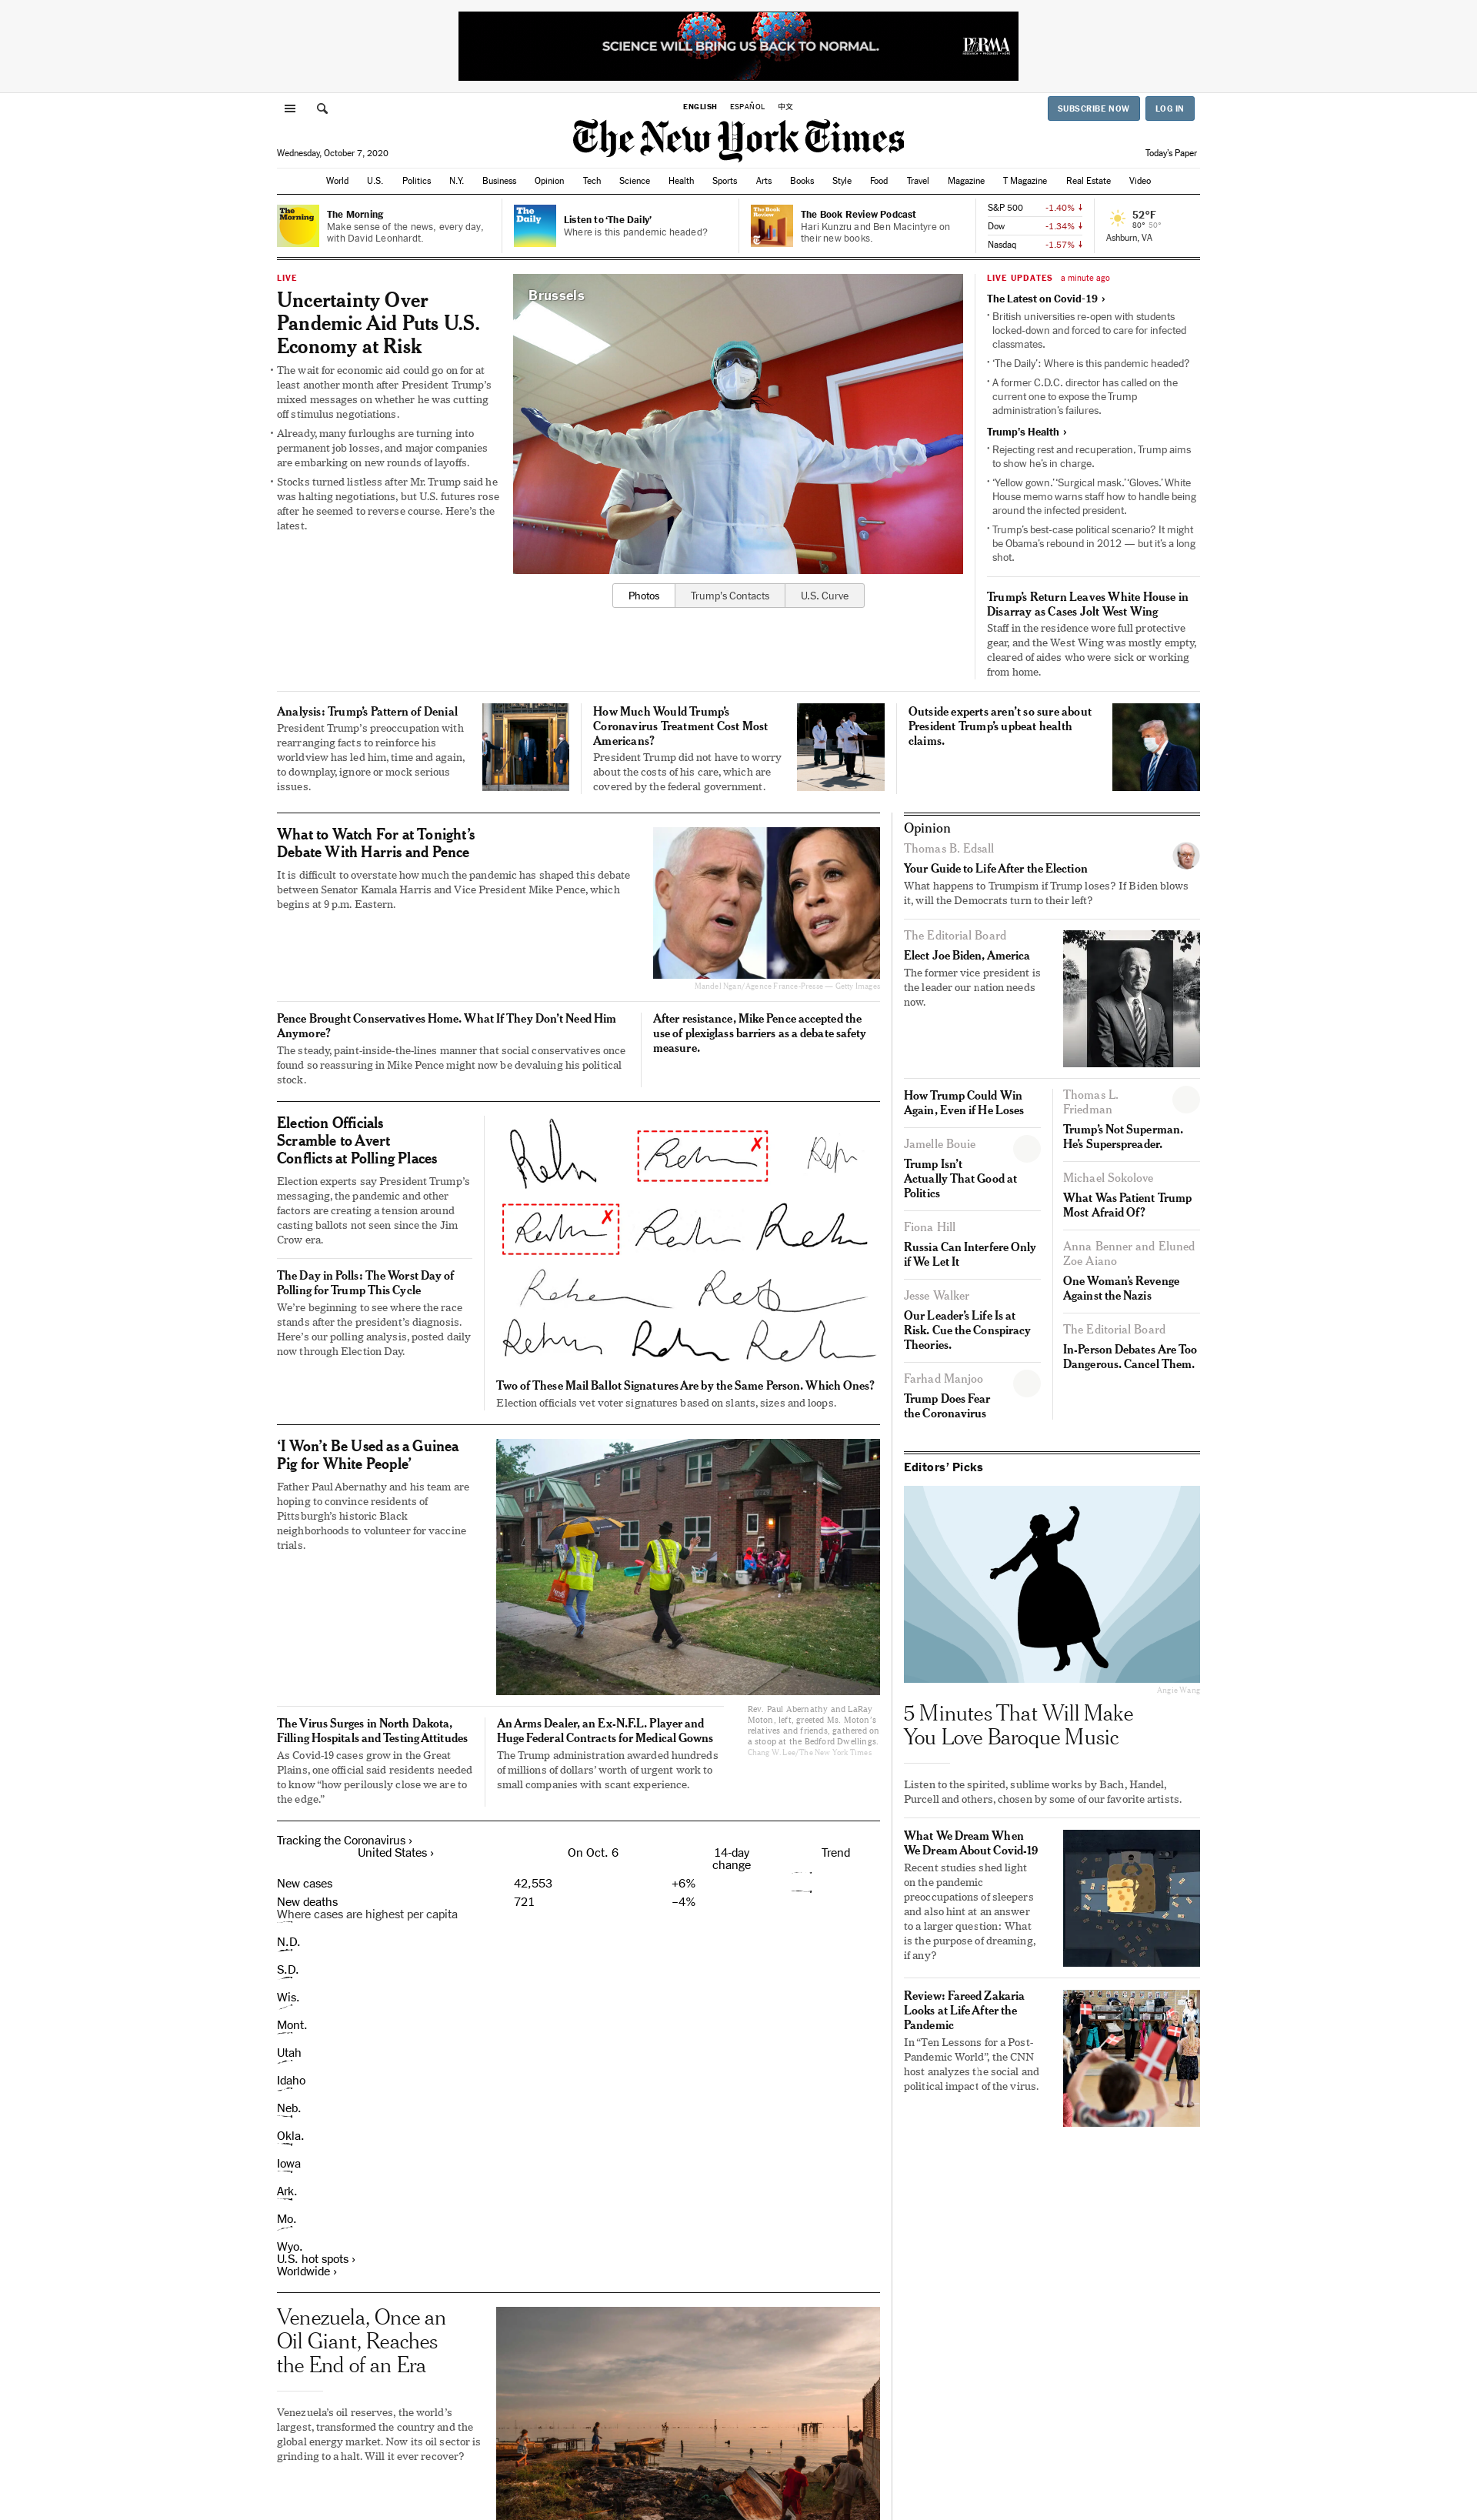 SCIENCE WILL BRING US BACK TO NORMAL.
PhRMA
RESEARCH • PROGRESS • HOPE
ENGLISH ESPAÑOL 中文
SUBSCRIBE NOW LOG IN
The New York Times
Wednesday, October 7, 2020
Today's Paper
World U.S. Politics N.Y. Business Opinion Tech Science Health Sports Arts Books Style Food Travel Magazine T Magazine Real Estate Video
The Morning
The Morning
Make sense of the news, every day,
with David Leonhardt.
The Daily
Listen to ‘The Daily’
Where is this pandemic headed?
The Book Review
The Book Review Podcast
Hari Kunzru and Ben Macintyre on
their new books.
S&P 500 -1.40% ↓
Dow -1.34% ↓
Nasdaq -1.57% ↓
52°F
80° 50°
Ashburn, VA
LIVE
Uncertainty Over
Pandemic Aid Puts U.S.
Economy at Risk
• The wait for economic aid could go on for at
least another month after President Trump’s
mixed messages on whether he was cutting
off stimulus negotiations.
• Already, many furloughs are turning into
permanent job losses, and major companies
are embarking on new rounds of layoffs.
• Stocks turned listless after Mr. Trump said he
was halting negotiations, but U.S. futures rose
after he seemed to reverse course. Here’s the
latest.
Brussels
Photos Trump’s Contacts U.S. Curve
LIVE UPDATES a minute ago
The Latest on Covid-19 ›
• British universities re-open with students
locked-down and forced to care for infected
classmates.
• ‘The Daily’: Where is this pandemic headed?
• A former C.D.C. director has called on the
current one to expose the Trump
administration’s failures.
Trump’s Health ›
• Rejecting rest and recuperation, Trump aims
to show he’s in charge.
• ‘Yellow gown.’ ‘Surgical mask.’ ‘Gloves.’ White
House memo warns staff how to handle being
around the infected president.
• Trump’s best-case political scenario? It might
be Obama’s rebound in 2012 — but it’s a long
shot.
Trump’s Return Leaves White House in
Disarray as Cases Jolt West Wing
Staff in the residence wore full protective
gear, and the West Wing was mostly empty,
cleared of aides who were sick or working
from home.
Analysis: Trump’s Pattern of Denial
President Trump’s preoccupation with
rearranging facts to reinforce his
worldview has led him, time and again,
to downplay, ignore or mock serious
issues.
How Much Would Trump’s
Coronavirus Treatment Cost Most
Americans?
President Trump did not have to worry
about the costs of his care, which are
covered by the federal government.
Outside experts aren’t so sure about
President Trump’s upbeat health
claims.
What to Watch For at Tonight’s
Debate With Harris and Pence
It is difficult to overstate how much the pandemic has shaped this debate
between Senator Kamala Harris and Vice President Mike Pence, which
begins at 9 p.m. Eastern.
Mandel Ngan/Agence France-Presse — Getty Images
Pence Brought Conservatives Home. What If They Don’t Need Him
Anymore?
The steady, paint-inside-the-lines manner that social conservatives once
found so reassuring in Mike Pence might now be devaluing his political
stock.
After resistance, Mike Pence accepted the
use of plexiglass barriers as a debate safety
measure.
Election Officials
Scramble to Avert
Conflicts at Polling Places
Election experts say President Trump’s
messaging, the pandemic and other
factors are creating a tension around
casting ballots not seen since the Jim
Crow era.
The Day in Polls: The Worst Day of
Polling for Trump This Cycle
We’re beginning to see where the race
stands after the president’s diagnosis.
Here’s our polling analysis, posted daily
now through Election Day.
Two of These Mail Ballot Signatures Are by the Same Person. Which Ones?
Election officials vet voter signatures based on slants, sizes and loops.
‘I Won’t Be Used as a Guinea
Pig for White People’
Father Paul Abernathy and his team are
hoping to convince residents of
Pittsburgh’s historic Black
neighborhoods to volunteer for vaccine
trials.
Rev. Paul Abernathy and LaRay
Moton, left, greeted Ms. Moton’s
relatives and friends, gathered on
a stoop at the Bedford Dwellings.
Chang W. Lee/The New York Times
The Virus Surges in North Dakota,
Filling Hospitals and Testing Attitudes
As Covid-19 cases grow in the Great
Plains, one official said residents needed
to know “how perilously close we are to
the edge.”
An Arms Dealer, an Ex-N.F.L. Player and
Huge Federal Contracts for Medical Gowns
The Trump administration awarded hundreds
of millions of dollars’ worth of urgent work to
small companies with scant experience.
Tracking the Coronavirus ›
United States › On Oct. 6 14-day change Trend
New cases 42,553 +6%
New deaths 721 −4%
Where cases are highest per capita
N.D.
S.D.
Wis.
Mont.
Utah
Idaho
Neb.
Okla.
Iowa
Ark.
Mo.
Wyo.
U.S. hot spots ›
Worldwide ›
Venezuela, Once an
Oil Giant, Reaches
the End of an Era
Venezuela’s oil reserves, the world’s
largest, transformed the country and the
global energy market. Now its oil sector is
grinding to a halt. Will it ever recover?
Opinion
Thomas B. Edsall
Your Guide to Life After the Election
What happens to Trumpism if Trump loses? If Biden blows
it, will the Democrats turn to their left?
The Editorial Board
Elect Joe Biden, America
The former vice president is
the leader our nation needs
now.
How Trump Could Win
Again, Even if He Loses
Jamelle Bouie
Trump Isn’t
Actually That Good at
Politics
Fiona Hill
Russia Can Interfere Only
if We Let It
Jesse Walker
Our Leader’s Life Is at
Risk. Cue the Conspiracy
Theories.
Farhad Manjoo
Trump Does Fear
the Coronavirus
Thomas L.
Friedman
Trump’s Not Superman.
He’s Superspreader.
Michael Sokolove
What Was Patient Trump
Most Afraid Of?
Anna Benner and Eluned
Zoe Aiano
One Woman’s Revenge
Against the Nazis
The Editorial Board
In-Person Debates Are Too
Dangerous. Cancel Them.
Editors’ Picks
Angie Wang
5 Minutes That Will Make
You Love Baroque Music
Listen to the spirited, sublime works by Bach, Handel,
Purcell and others, chosen by some of our favorite artists.
What We Dream When
We Dream About Covid-19
Recent studies shed light
on the pandemic
preoccupations of sleepers
and also hint at an answer
to a larger question: What
is the purpose of dreaming,
if any?
Review: Fareed Zakaria
Looks at Life After the
Pandemic
In “Ten Lessons for a Post-
Pandemic World”, the CNN
host analyzes the social and
political impact of the virus.